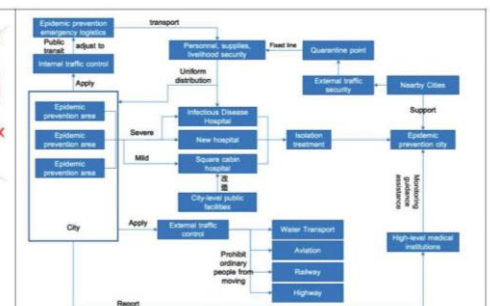 Epidemic prevention
emergency logistics
transport
Public
transit
adjust to
Personnal, supplies,
livelihood security
Fixed line
Quarantine point
Internal traffic control
Uniform
distribution
External traffic
security
Nearby Cities
Apply
Epidemic
prevention area
Infectious Disease
Hospital
Support
Epidemic
prevention area
Severe
New hospital
Isolation
treatment
Epidemic
prevention city
Mild
Epidemic
prevention area
Square cabin
hospital
改造
City-level public
facilities
Monitoring
guidance
assistance
City
Apply
External traffic
control
Water Transport
Aviation
Prohibit
ordinary
people from
moving
Railway
Highway
High-level medical
institutions
Report